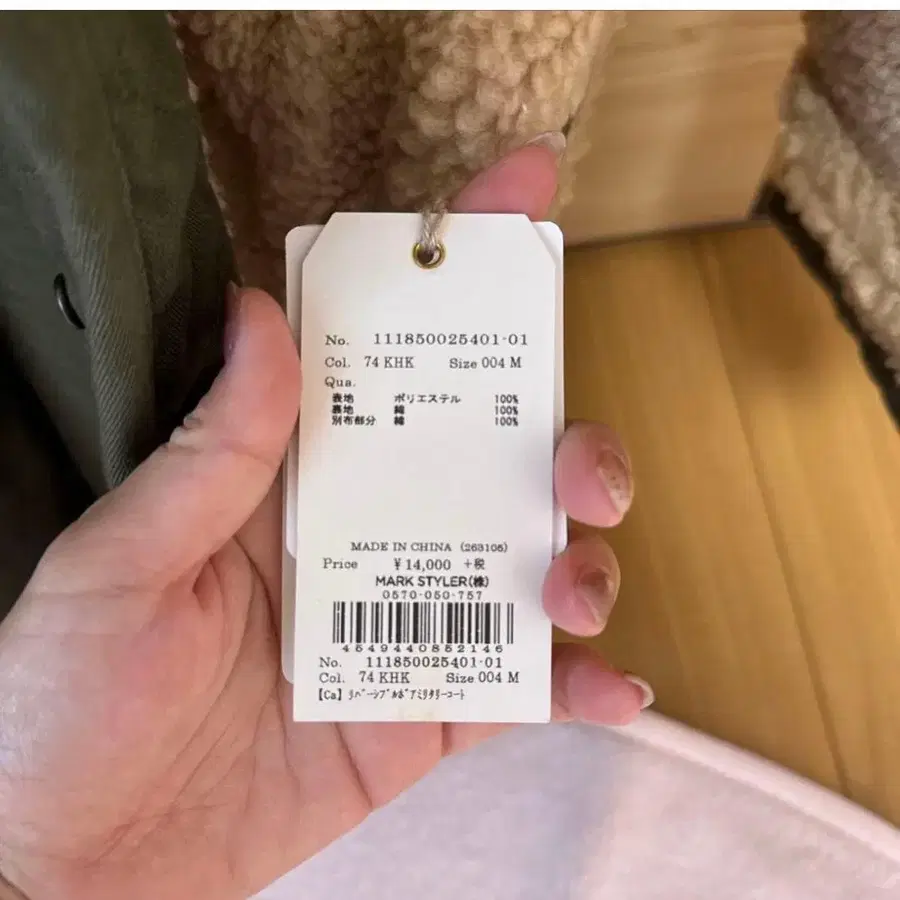 No. 111850025401-01
Col. 74 KHK Size 004 M
Qua.
表地 ポリエステル 100%
裏地 綿 100%
別布部分 綿 100%
MADE IN CHINA (263105)
Price ¥14,000 +税
MARK STYLER(株)
0570-050-757
4549440852146
No. 111850025401-01
Col. 74 KHK Size 004 M
【Ca】ﾘﾊﾞｰｼﾌﾞﾙﾎﾞｱﾐﾘﾀﾘｰｺｰﾄ